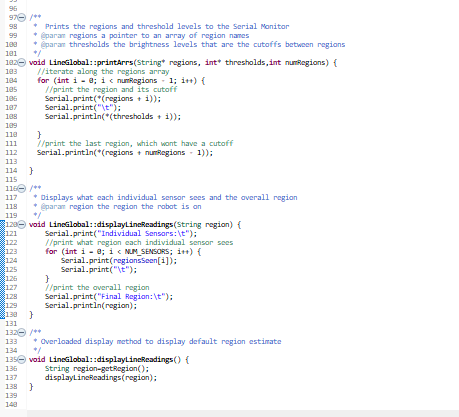 96
97 /**
98 * Prints the regions and threshold levels to the Serial Monitor
99 * @param regions a pointer to an array of region names
100 * @param thresholds the brightness levels that are the cutoffs between regions
101 */
102 void LineGlobal::printArrs(String* regions, int* thresholds,int numRegions) {
103 //iterate along the regions array
104 for (int i = 0; i < numRegions - 1; i++) {
105 //print the region and its cutoff
106 Serial.print(*(regions + i));
107 Serial.print("\t");
108 Serial.println(*(thresholds + i));
109
110 }
111 //print the last region, which wont have a cutoff
112 Serial.println(*(regions + numRegions - 1));
113
114 }
115
116 /**
117 * Displays what each individual sensor sees and the overall region
118 * @param region the region the robot is on
119 */
120 void LineGlobal::displayLineReadings(String region) {
121 Serial.print("Individual Sensors:\t");
122 //print what region each individual sensor sees
123 for (int i = 0; i < NUM_SENSORS; i++) {
124 Serial.print(regionsSeen[i]);
125 Serial.print("\t");
126 }
127 //print the overall region
128 Serial.print("Final Region:\t");
129 Serial.println(region);
130 }
131
132 /**
133 * Overloaded display method to display default region estimate
134 */
135 void LineGlobal::displayLineReadings() {
136 String region=getRegion();
137 displayLineReadings(region);
138 }
139
140